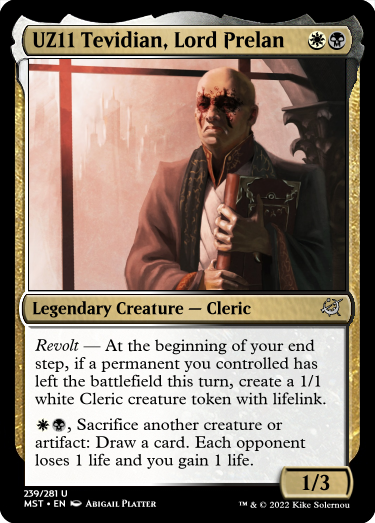 UZ11 Tevidian, Lord Prelan
Legendary Creature — Cleric
Revolt — At the beginning of your end
step, if a permanent you controlled has
left the battlefield this turn, create a 1/1
white Cleric creature token with lifelink.
, Sacrifice another creature or
artifact: Draw a card. Each opponent
loses 1 life and you gain 1 life.
1/3
239/281 U
MST • EN Abigail Platter
™ & © 2022 Kike Solernou